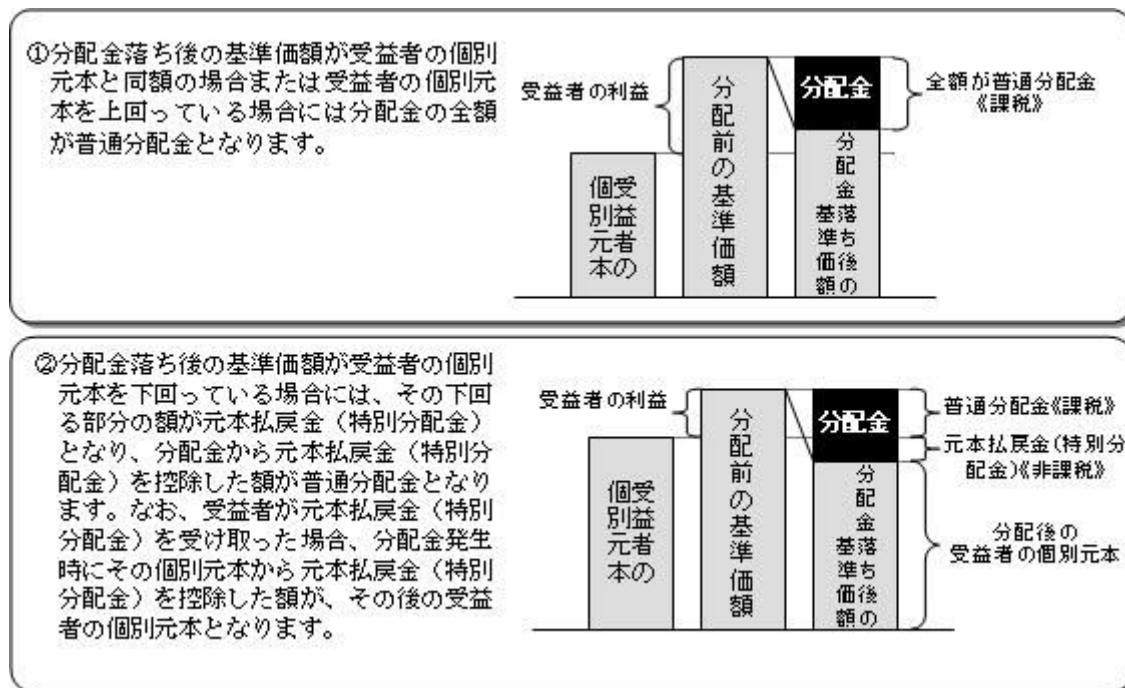 ①分配金落ち後の基準価額が受益者の個別
元本と同額の場合または受益者の個別元
本を上回っている場合には分配金の全額
が普通分配金となります。
受益者の利益
受益者の
個別元本
分配前の基準価額
分配金
分配金落ち後の
基準価額
全額が普通分配金
《課税》
②分配金落ち後の基準価額が受益者の個別
元本を下回っている場合には、その下回
る部分の額が元本払戻金（特別分配金）
となり、分配金から元本払戻金（特別分
配金）を控除した額が普通分配金となり
ます。なお、受益者が元本払戻金（特別
分配金）を受け取った場合、分配金発生
時にその個別元本から元本払戻金（特別
分配金）を控除した額が、その後の受益
者の個別元本となります。
受益者の利益
受益者の
個別元本
分配前の基準価額
分配金
分配金落ち後の
基準価額
普通分配金《課税》
元本払戻金(特別分
配金)《非課税》
分配後の
受益者の個別元本